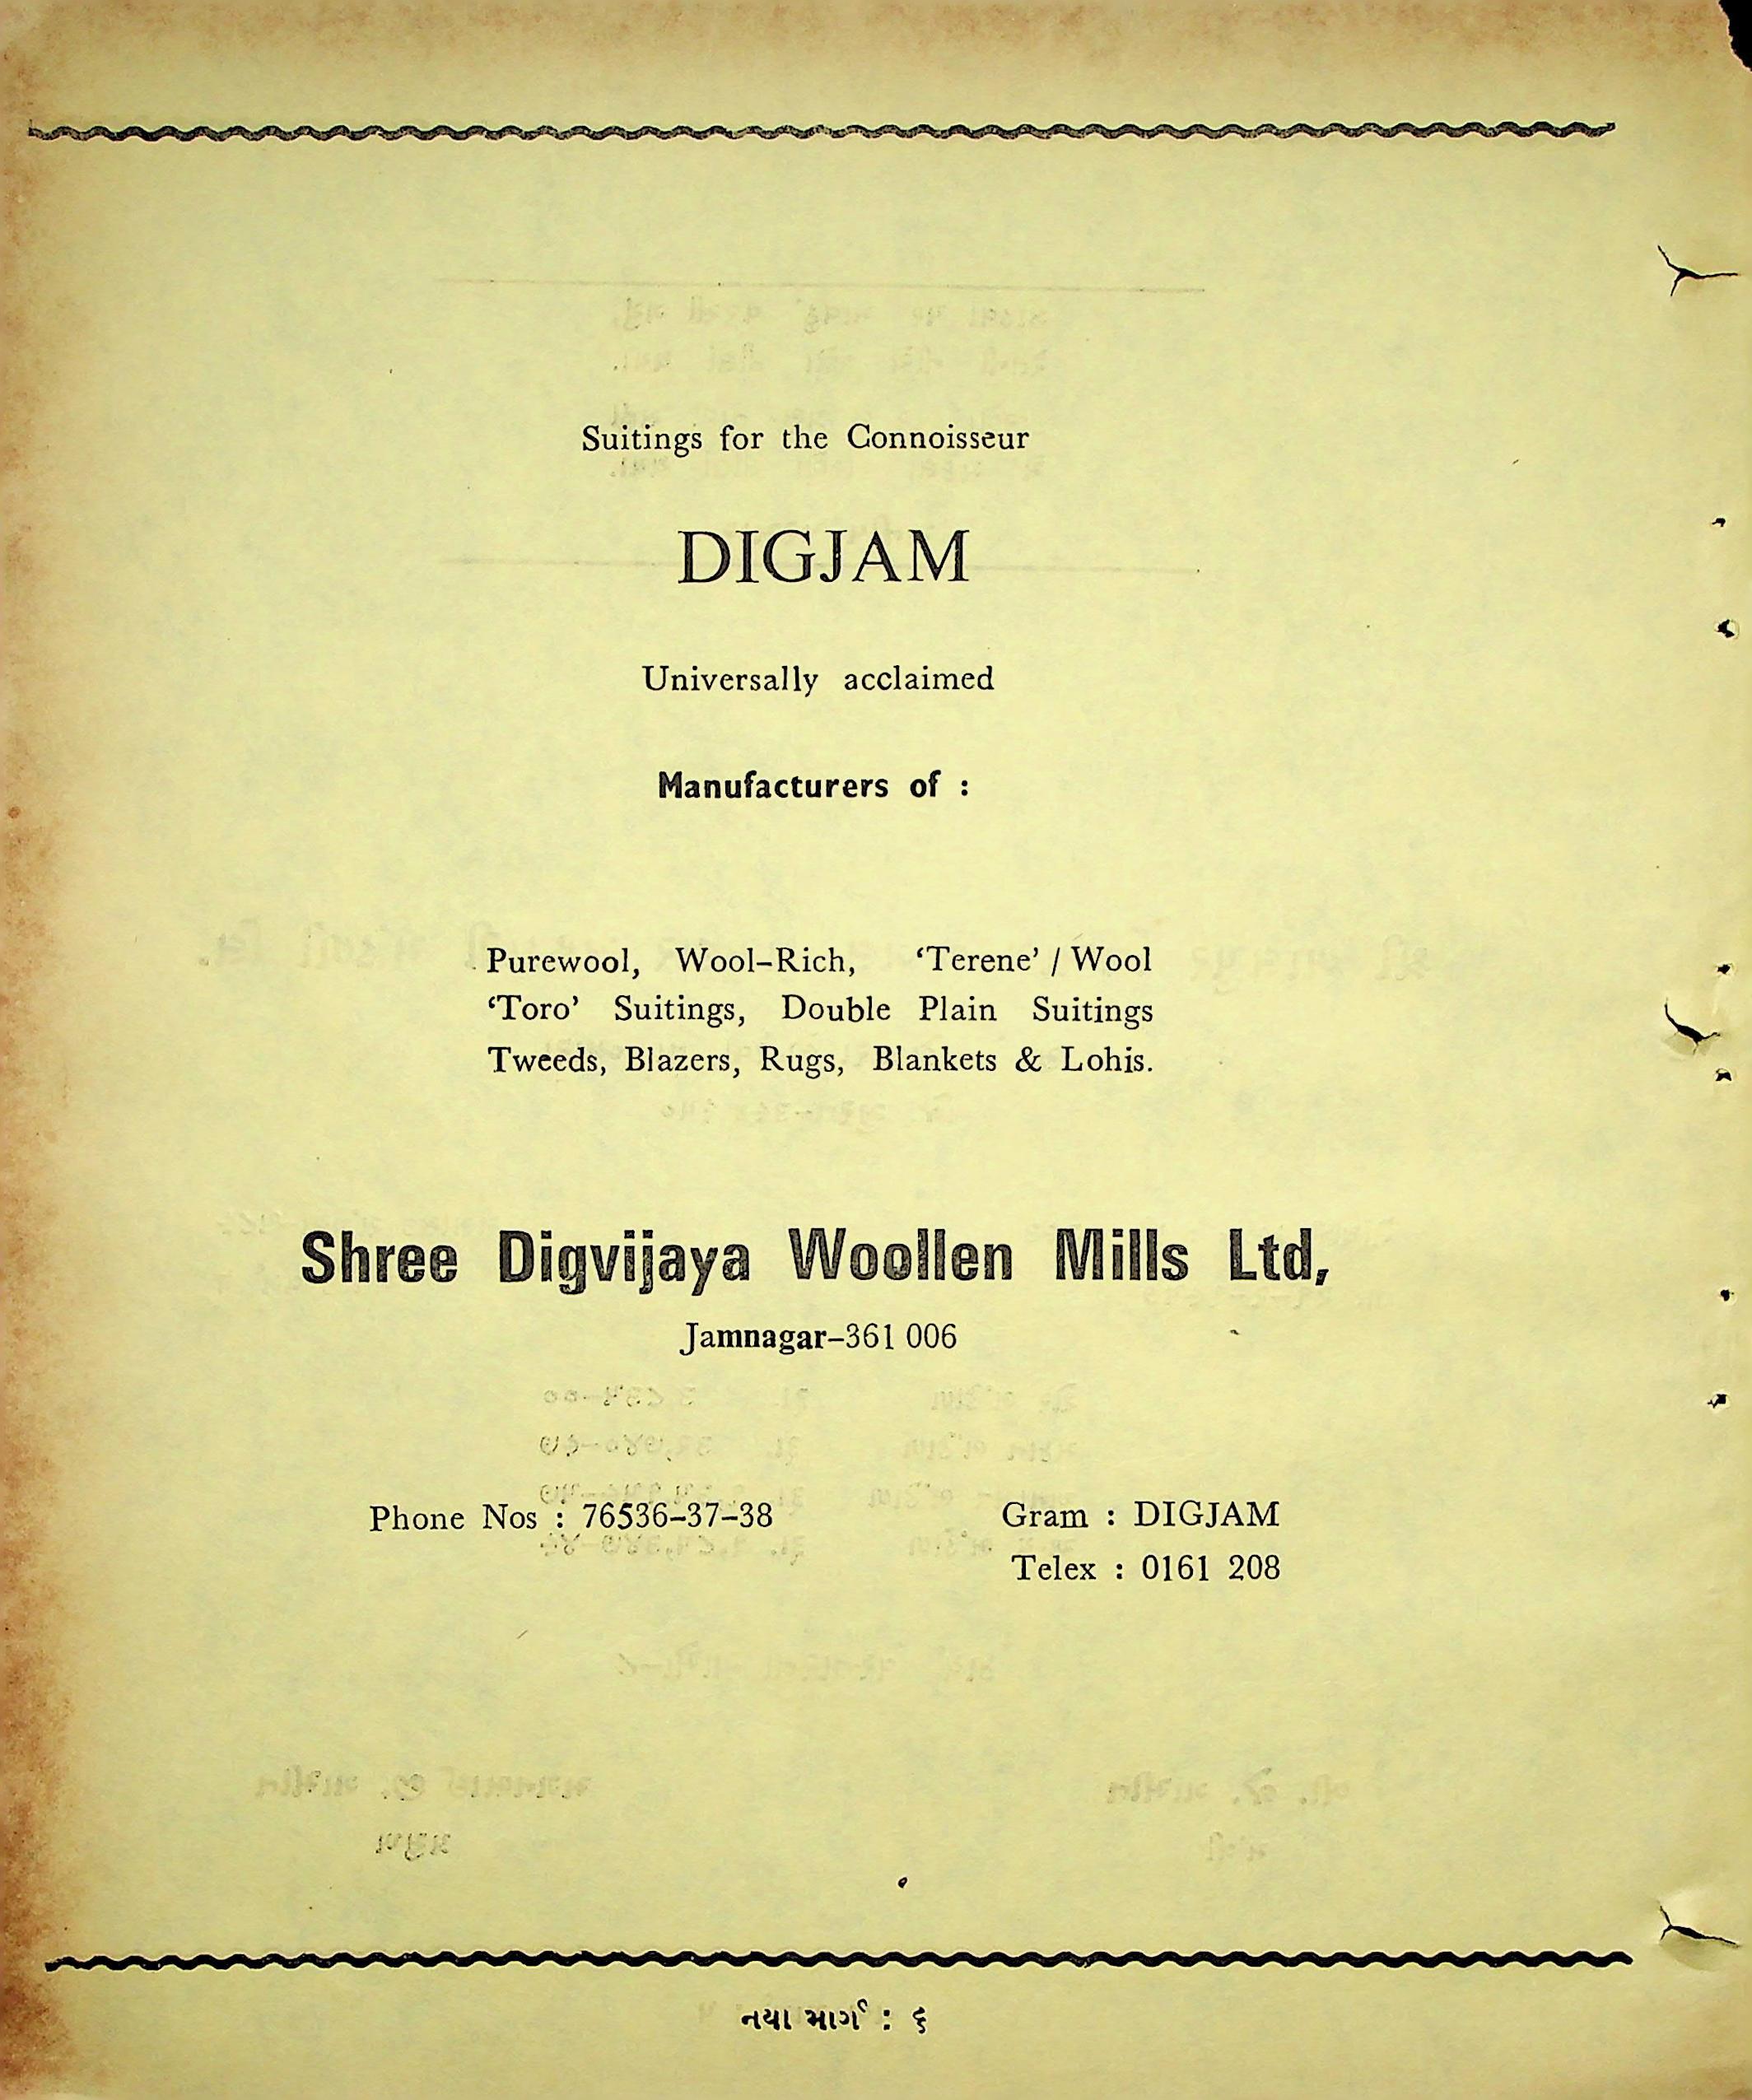 Suitings for the Connoisseur
DIGJAM
Universally acclaimed
Manufacturers of :
Purewool, Wool-Rich, ‘Terene’ / Wool
‘Toro’ Suitings, Double Plain Suitings
Tweeds, Blazers, Rugs, Blankets & Lohis.
Shree Digvijaya Woollen Mills Ltd,
Jamnagar-361 006
Phone Nos : 76536-37-38
Gram : DIGJAM
Telex : 0161 208
નયા માર્ગ : ૬